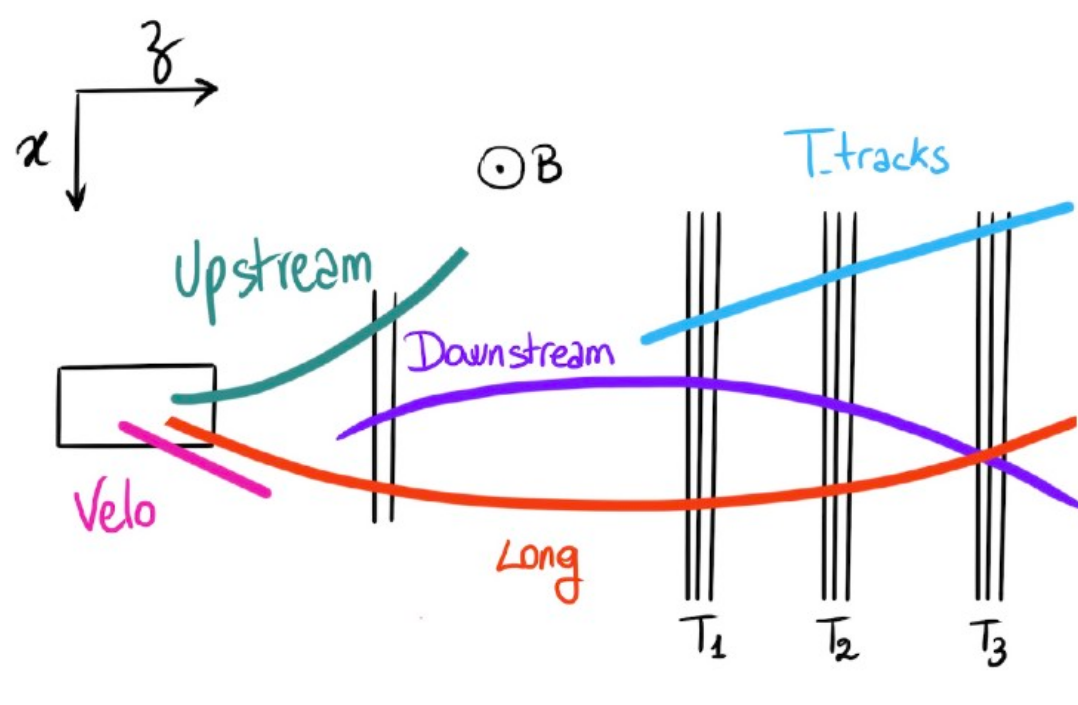 z
x
B
T_tracks
Upstream
Downstream
Velo
Long
T1
T2
T3